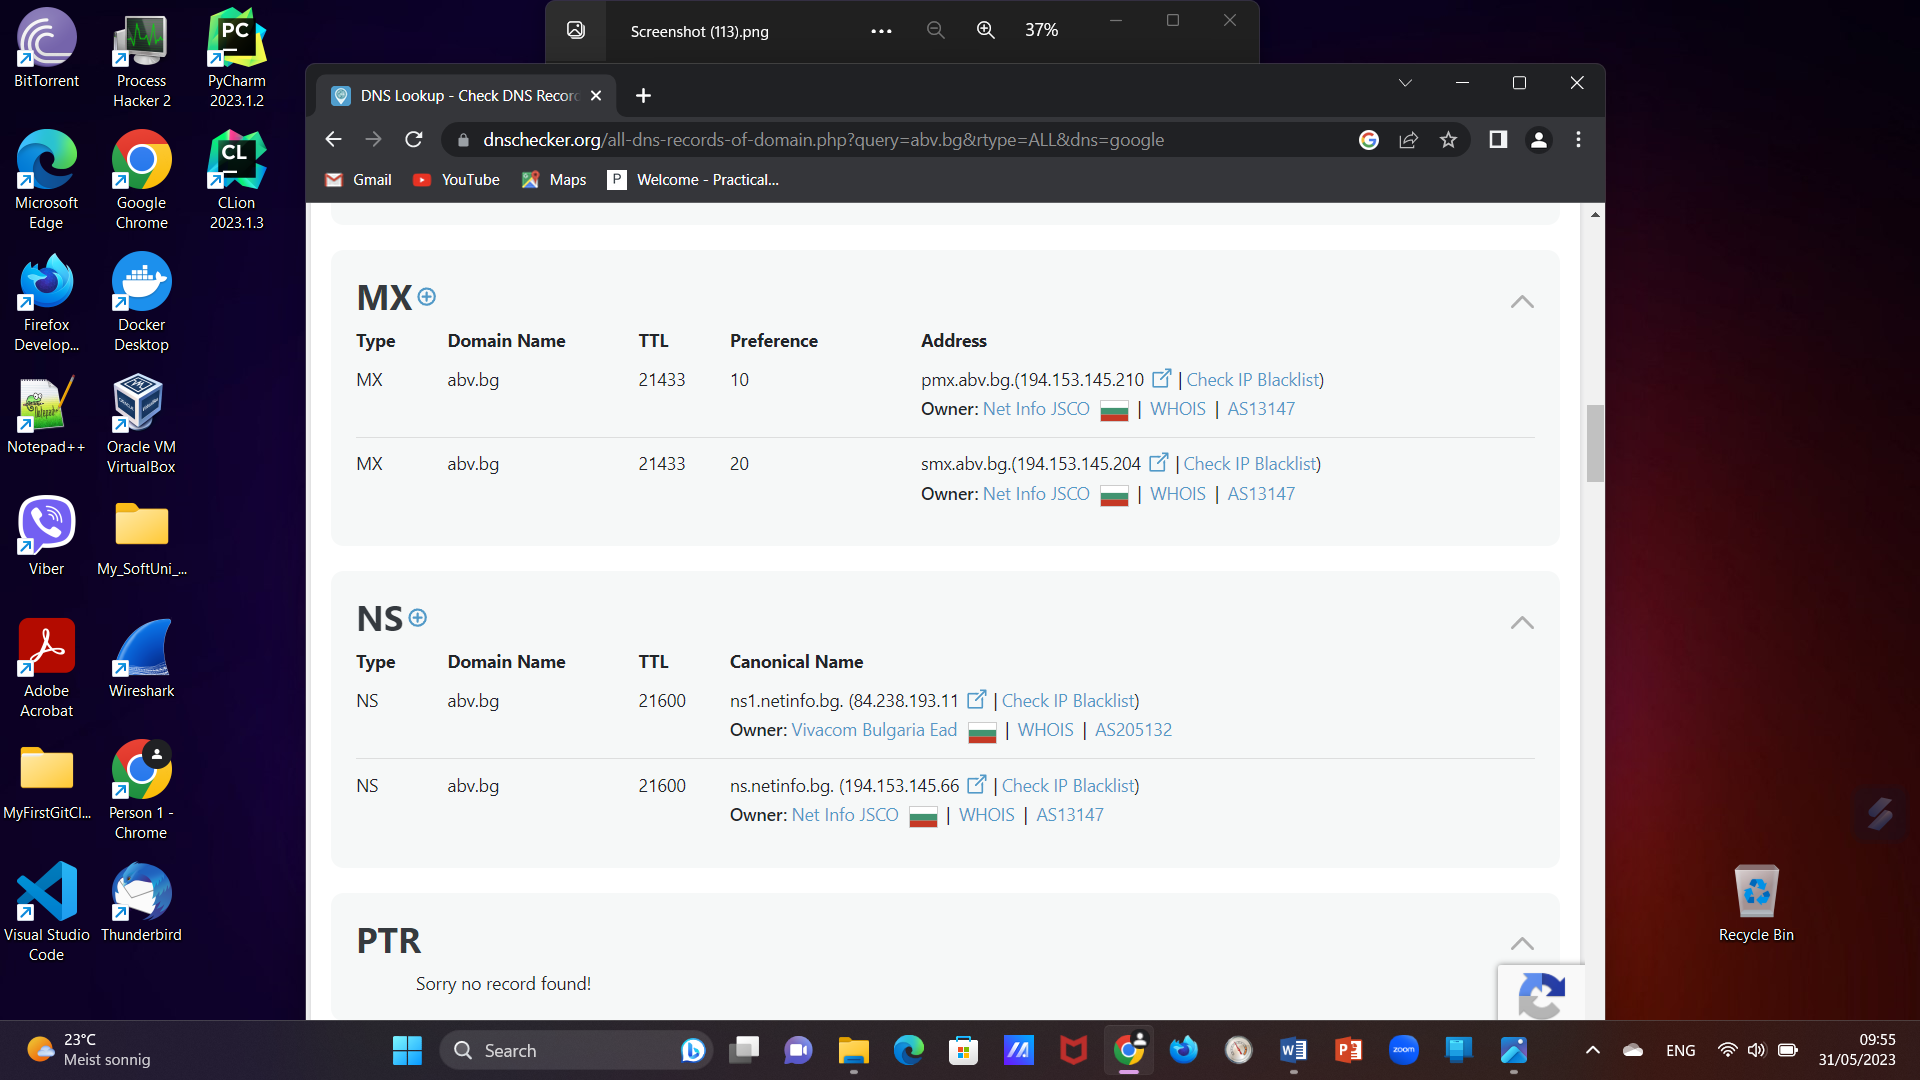 BitTorrent
Process
Hacker 2
PC
PyCharm
2023.1.2
Microsoft
Edge
Google
Chrome
CL
CLion
2023.1.3
Firefox
Develop...
Docker
Desktop
Notepad++
Oracle VM
VirtualBox
Viber
My_SoftUni_...
Adobe
Acrobat
Wireshark
MyFirstGitCl...
Person 1 -
Chrome
Visual Studio
Code
Thunderbird
Recycle Bin
Screenshot (113).png
37%
DNS Lookup - Check DNS Recor
dnschecker.org/all-dns-records-of-domain.php?query=abv.bg&rtype=ALL&dns=google
Gmail YouTube Maps P Welcome - Practical...
MX
Type Domain Name TTL Preference Address
MX abv.bg 21433 10 pmx.abv.bg.(194.153.145.210 | Check IP Blacklist)
Owner: Net Info JSCO | WHOIS | AS13147
MX abv.bg 21433 20 smx.abv.bg.(194.153.145.204 | Check IP Blacklist)
Owner: Net Info JSCO | WHOIS | AS13147
NS
Type Domain Name TTL Canonical Name
NS abv.bg 21600 ns1.netinfo.bg. (84.238.193.11 | Check IP Blacklist)
Owner: Vivacom Bulgaria Ead | WHOIS | AS205132
NS abv.bg 21600 ns.netinfo.bg. (194.153.145.66 | Check IP Blacklist)
Owner: Net Info JSCO | WHOIS | AS13147
PTR
Sorry no record found!
23°C
Meist sonnig
Search
zoom
ENG
09:55
31/05/2023